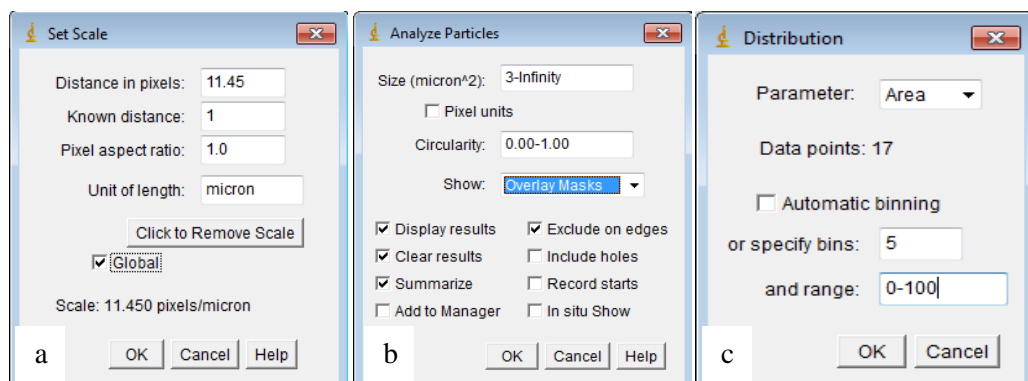 Set Scale
Distance in pixels: 11.45
Known distance: 1
Pixel aspect ratio: 1.0
Unit of length: micron
Click to Remove Scale
Global
Scale: 11.450 pixels/micron
a
OK Cancel Help
Analyze Particles
Size (micron^2): 3-Infinity
Pixel units
Circularity: 0.00-1.00
Show: Overlay Masks
Display results Exclude on edges
Clear results Include holes
Summarize Record starts
Add to Manager In situ Show
b
OK Cancel Help
Distribution
Parameter: Area
Data points: 17
Automatic binning
or specify bins: 5
and range: 0-100
c
OK Cancel